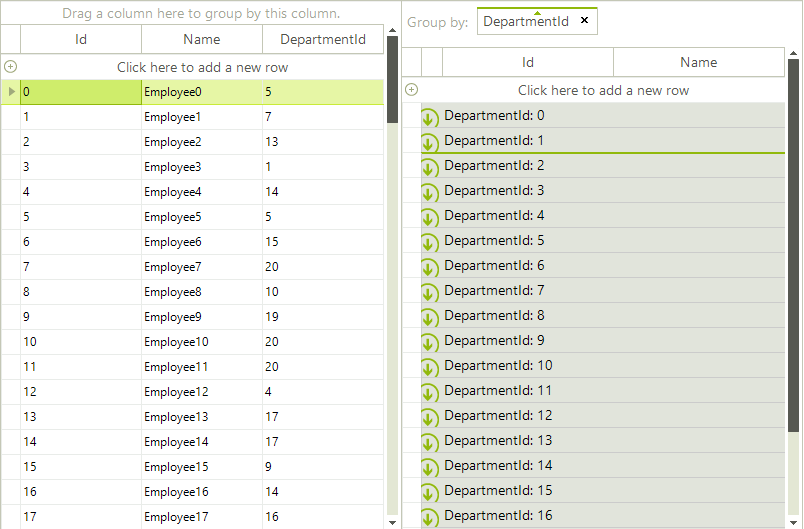 Drag a column here to group by this column.
Id Name DepartmentId
Click here to add a new row
0 Employee0 5
1 Employee1 7
2 Employee2 13
3 Employee3 1
4 Employee4 14
5 Employee5 5
6 Employee6 15
7 Employee7 20
8 Employee8 10
9 Employee9 19
10 Employee10 20
11 Employee11 20
12 Employee12 4
13 Employee13 17
14 Employee14 17
15 Employee15 9
16 Employee16 14
17 Employee17 16
Group by: DepartmentId
Id Name
Click here to add a new row
DepartmentId: 0
DepartmentId: 1
DepartmentId: 2
DepartmentId: 3
DepartmentId: 4
DepartmentId: 5
DepartmentId: 6
DepartmentId: 7
DepartmentId: 8
DepartmentId: 9
DepartmentId: 10
DepartmentId: 11
DepartmentId: 12
DepartmentId: 13
DepartmentId: 14
DepartmentId: 15
DepartmentId: 16